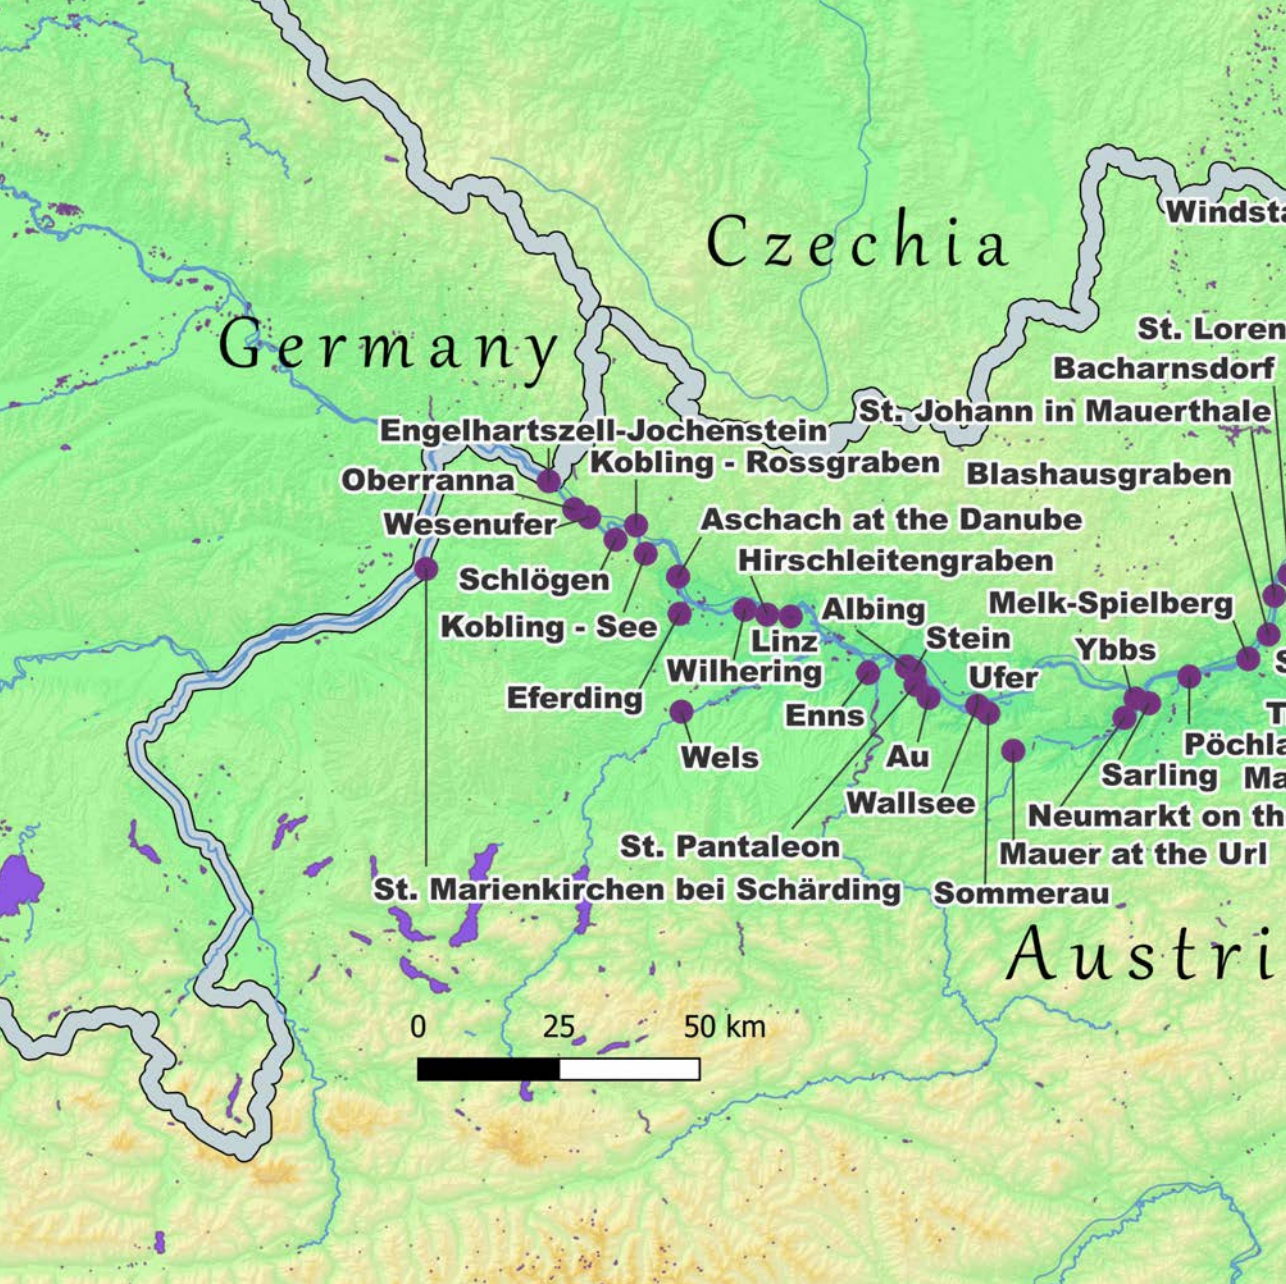 Czechia
Windsta
Germany
St. Loren
Bacharnsdorf
St. Johann in Mauerthale
Engelhartszell-Jochenstein
Kobling - Rossgraben
Blashausgraben
Oberranna
Wesenufer
Aschach at the Danube
Hirschleitengraben
Schlögen
Albing
Melk-Spielberg
Kobling - See
Linz
Stein
Ybbs
Wilhering
Ufer
S
Eferding
Enns
T
Wels
Au
Pöchla
Sarling
Ma
Wallsee
Neumarkt on th
St. Pantaleon
Mauer at the Url
St. Marienkirchen bei Schärding
Sommerau
Austri
0 25 50 km